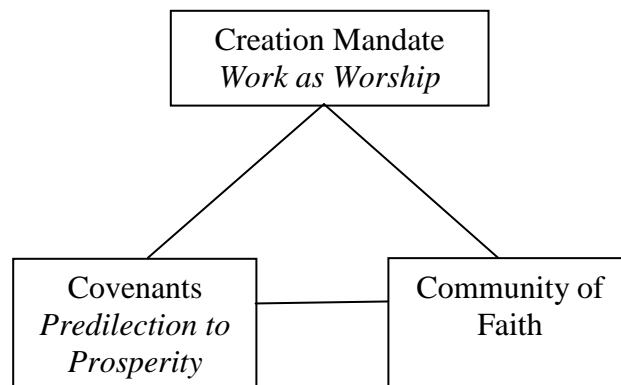 Creation Mandate
Work as Worship
Covenants
Predilection to
Prosperity
Community of
Faith